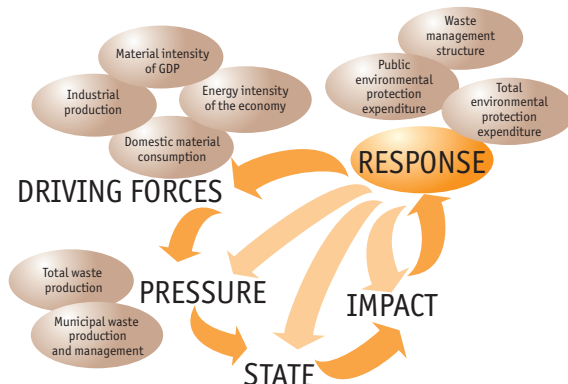 Material intensity
of GDP
Industrial
production
Energy intensity
of the economy
Domestic material
consumption
DRIVING FORCES
Waste
management
structure
Public
environmental
protection
expenditure
Total
environmental
protection
expenditure
RESPONSE
Total waste
production
Municipal waste
production
and management
PRESSURE
IMPACT
STATE